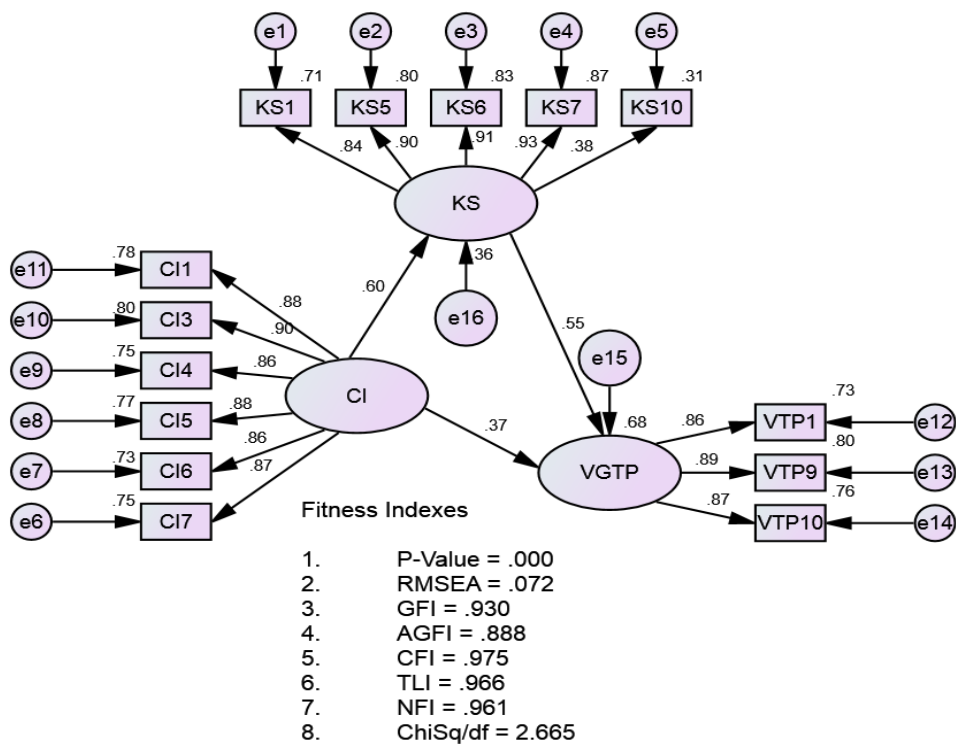 e1 e2 e3 e4 e5
.71 .80 .83 .87 .31
KS1 KS5 KS6 KS7 KS10
.84 .90 .91 .93 .38
KS
.36
e16
.60
.55
e15
e11 .78 CI1
.88
e10 .80 CI3
.90
e9 .75 CI4
.86
e8 .77 CI5
.88
e7 .73 CI6
.86
e6 .75 CI7
.87
CI
.37
.68
VGTP
.86 VTP1 .73 e12
.89 VTP9 .80 e13
.87 VTP10 .76 e14
Fitness Indexes
1. P-Value = .000
2. RMSEA = .072
3. GFI = .930
4. AGFI = .888
5. CFI = .975
6. TLI = .966
7. NFI = .961
8. ChiSq/df = 2.665